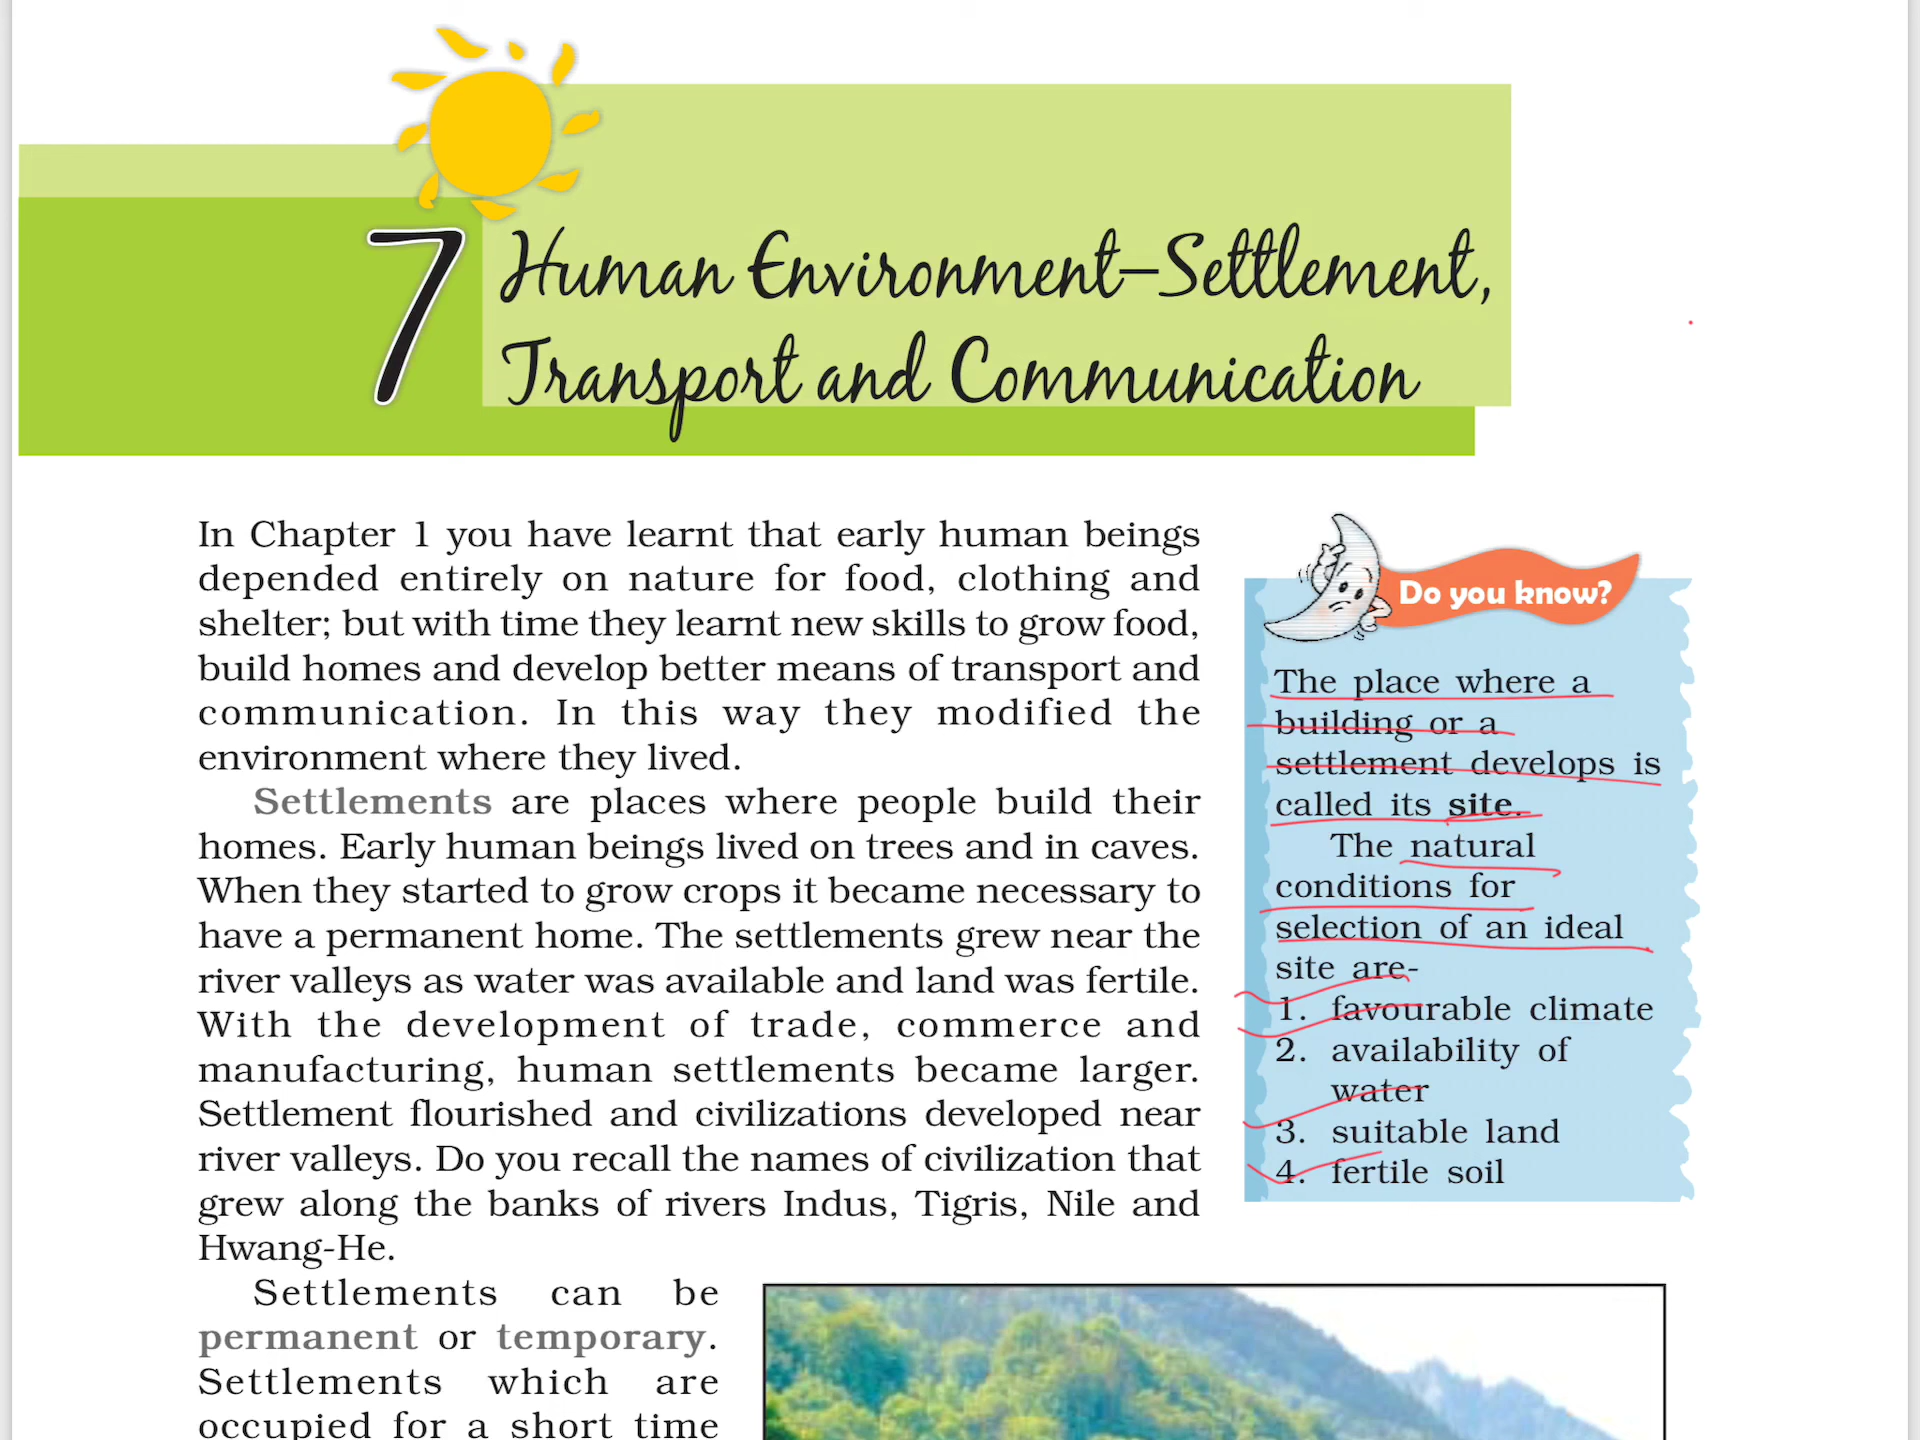 7
Human Environment–Settlement,
Transport and Communication
In Chapter 1 you have learnt that early human beings
depended entirely on nature for food, clothing and
shelter; but with time they learnt new skills to grow food,
build homes and develop better means of transport and
communication. In this way they modified the
environment where they lived.
Settlements are places where people build their
homes. Early human beings lived on trees and in caves.
When they started to grow crops it became necessary to
have a permanent home. The settlements grew near the
river valleys as water was available and land was fertile.
With the development of trade, commerce and
manufacturing, human settlements became larger.
Settlement flourished and civilizations developed near
river valleys. Do you recall the names of civilization that
grew along the banks of rivers Indus, Tigris, Nile and
Hwang-He.
Settlements can be
permanent or temporary.
Settlements which are
occupied for a short time
Do you know?
The place where a
building or a
settlement develops is
called its site.
The natural
conditions for
selection of an ideal
site are-
1. favourable climate
2. availability of
water
3. suitable land
4. fertile soil